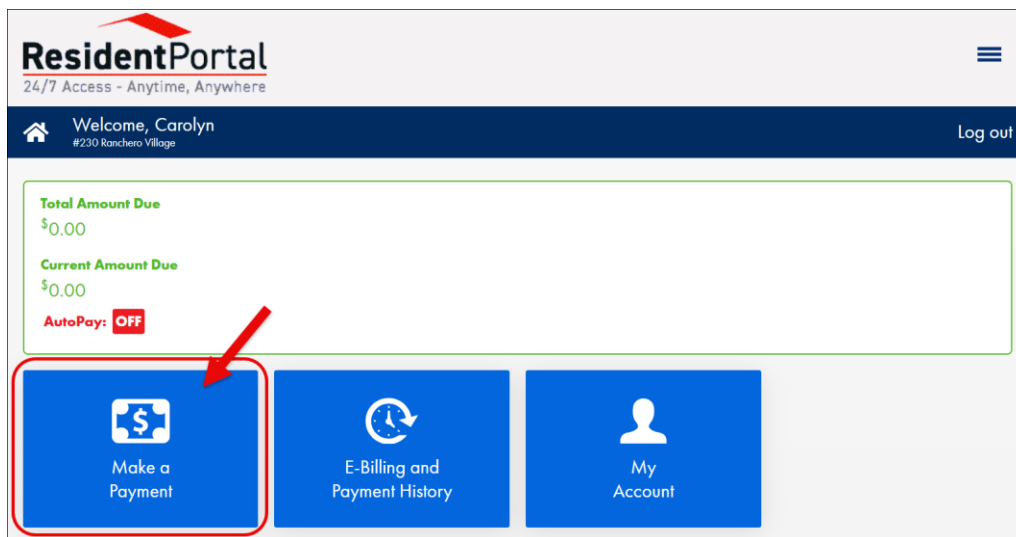 ResidentPortal
24/7 Access - Anytime, Anywhere
Welcome, Carolyn
#230 Ranchero Village
Log out
Total Amount Due
$0.00
Current Amount Due
$0.00
AutoPay: OFF
$
Make a
Payment
E-Billing and
Payment History
My
Account